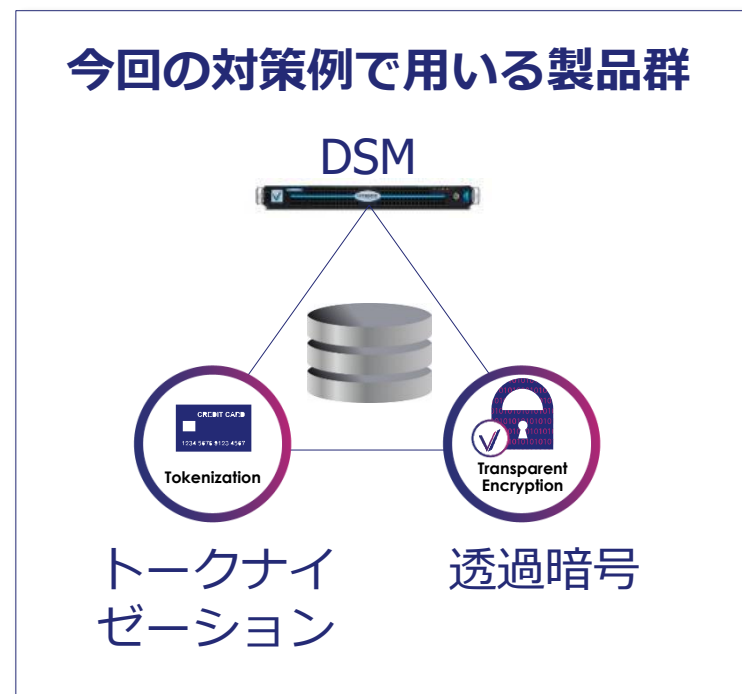 今回の対策例で用いる製品群
DSM
CREDIT CARD
1234 5678 9123 4567
Tokenization
Transparent
Encryption
トークナイ
ゼーション
透過暗号